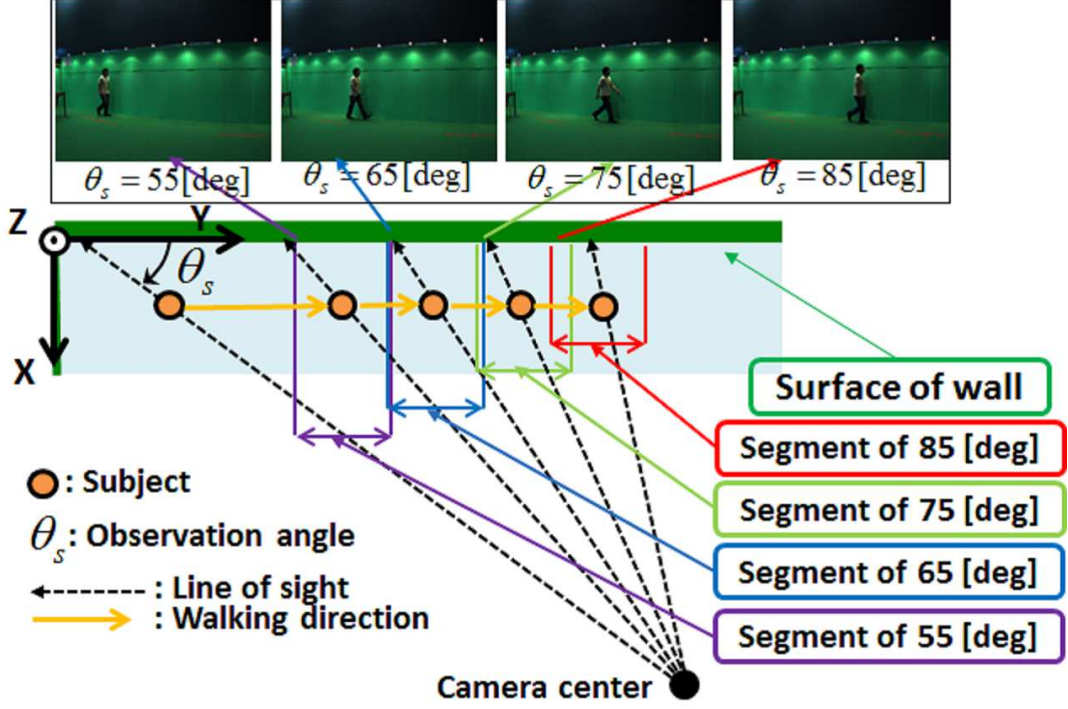 θs = 55[deg]
θs = 65[deg]
θs = 75[deg]
θs = 85[deg]
Z
Y
θs
X
Surface of wall
Segment of 85 [deg]
Segment of 75 [deg]
Segment of 65 [deg]
Segment of 55 [deg]
: Subject
θs : Observation angle
: Line of sight
: Walking direction
Camera center